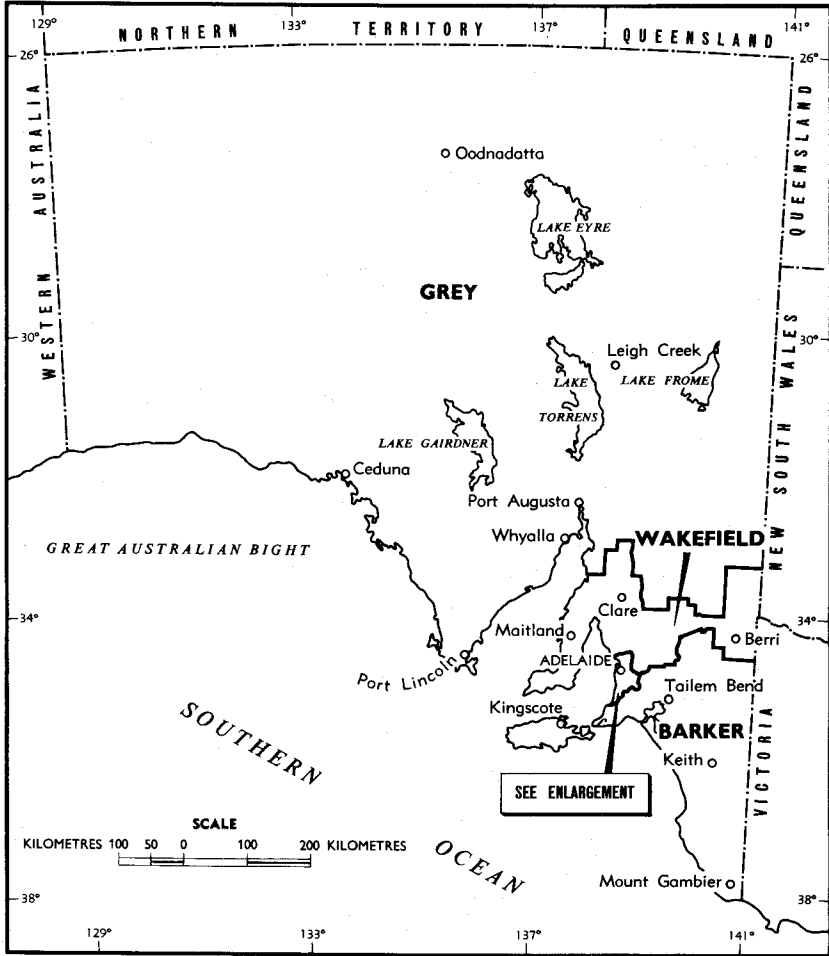 129° 133° 137° 141°
NORTHERN TERRITORY QUEENSLAND
26° 26°
WESTERN AUSTRALIA
QUEENSLAND
Oodnadatta
LAKE EYRE
GREY
30° 30°
Leigh Creek
LAKE FROME
LAKE
TORRENS
LAKE GAIRDNER
NEW SOUTH WALES
Ceduna
Port Augusta
Whyalla
WAKEFIELD
GREAT AUSTRALIAN BIGHT
Clare
34° 34°
Maitland
Berri
ADELAIDE
Port Lincoln
Tailem Bend
Kingscote
BARKER
Keith
VICTORIA
SOUTHERN
OCEAN
SEE ENLARGEMENT
SCALE
KILOMETRES 100 50 0 100 200 KILOMETRES
Mount Gambier
38° 38°
129° 133° 137° 141°